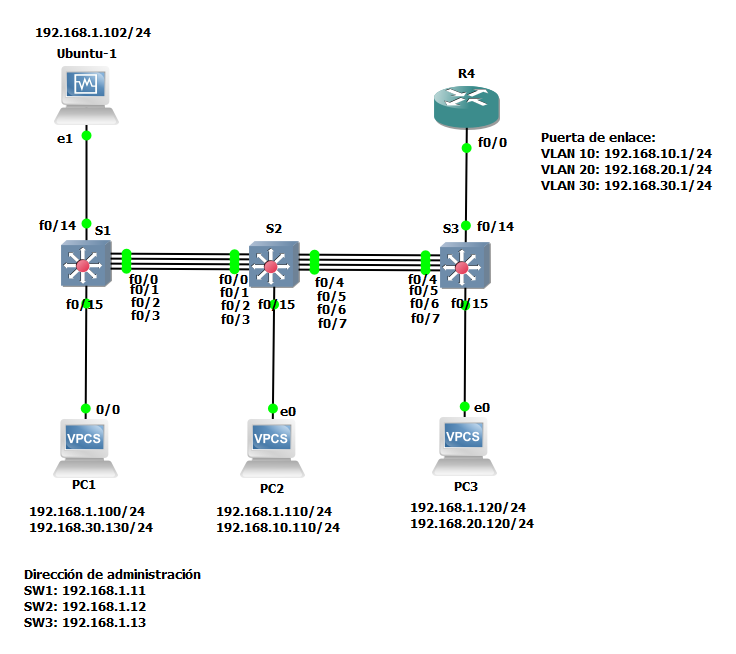 192.168.1.102/24
Ubuntu-1
e1
R4
f0/0
Puerta de enlace:
VLAN 10: 192.168.10.1/24
VLAN 20: 192.168.20.1/24
VLAN 30: 192.168.30.1/24
f0/14
S1
S2
S3
f0/14
f0/0
f0/1
f0/2
f0/3
f0/15
f0/0
f0/1
f0/2
f0/3
f0/15
f0/4
f0/5
f0/6
f0/7
f0/4
f0/5
f0/6
f0/7
f0/15
0/0
e0
e0
VPCS
VPCS
VPCS
PC1
PC2
PC3
192.168.1.100/24
192.168.30.130/24
192.168.1.110/24
192.168.10.110/24
192.168.1.120/24
192.168.20.120/24
Dirección de administración
SW1: 192.168.1.11
SW2: 192.168.1.12
SW3: 192.168.1.13